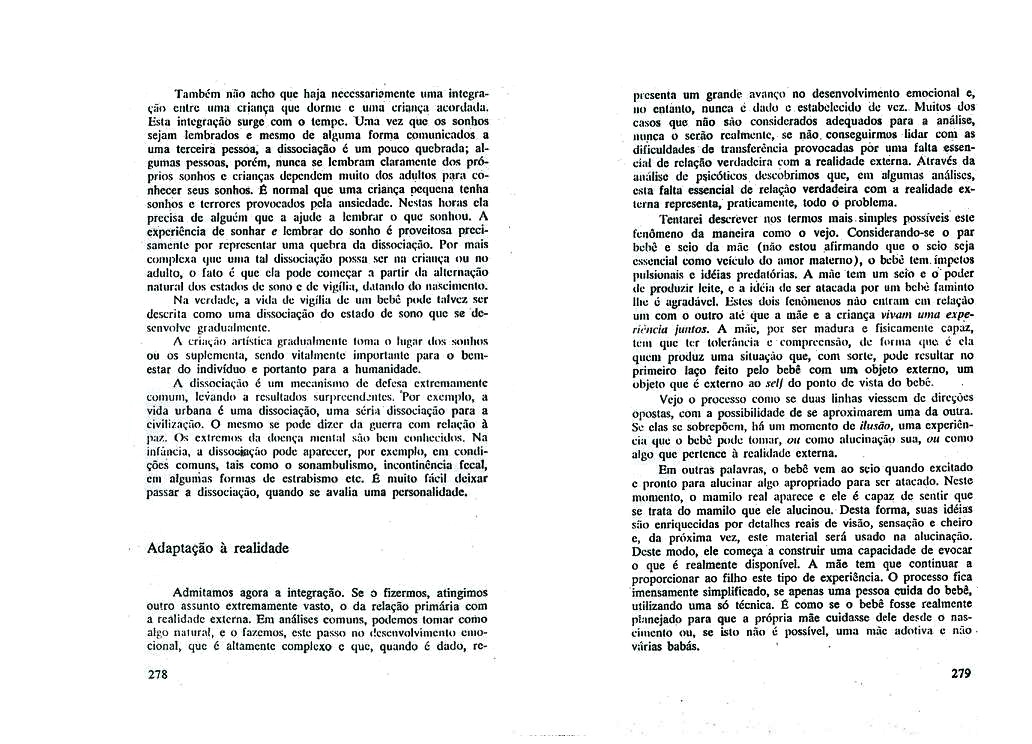 Também não acho que haja necessariamente uma integra-
ção entre uma criança que dorme e uma criança acordada.
Esta integração surge com o tempo. Uma vez que os sonhos
sejam lembrados e mesmo de alguma forma comunicados a
uma terceira pessoa, a dissociação é um pouco quebrada; al-
gumas pessoas, porém, nunca se lembram claramente dos pró-
prios sonhos e crianças dependem muito dos adultos para co-
nhecer seus sonhos. É normal que uma criança pequena tenha
sonhos e terrores provocados pela ansiedade. Nestas horas ela
precisa de alguém que a ajude a lembrar o que sonhou. A
experiência de sonhar e lembrar do sonho é proveitosa preci-
samente por representar uma quebra da dissociação. Por mais
complexa que uma tal dissociação possa ser na criança ou no
adulto, o fato é que ela pode começar a partir da alternação
natural dos estados de sono e de vigília, datando do nascimento.
Na verdade, a vida de vigília de um bebê pode talvez ser
descrita como uma dissociação do estado de sono que se de-
senvolve gradualmente.
A criação artística gradualmente toma o lugar dos sonhos
ou os suplementa, sendo vitalmente importante para o bem-
estar do indivíduo e portanto para a humanidade.
A dissociação é um mecanismo de defesa extremamente
comum, levando a resultados surpreendentes. Por exemplo, a
vida urbana é uma dissociação, uma séria dissociação para a
civilização. O mesmo se pode dizer da guerra com relação à
paz. Os extremos da doença mental são bem conhecidos. Na
infância, a dissociação pode aparecer, por exemplo, em condi-
ções comuns, tais como o sonambulismo, incontinência fecal,
em algumas formas de estrabismo etc. É muito fácil deixar
passar a dissociação, quando se avalia uma personalidade.
Adaptação à realidade
Admitamos agora a integração. Se o fizermos, atingimos
outro assunto extremamente vasto, o da relação primária com
a realidade externa. Em análises comuns, podemos tomar como
algo natural, e o fazemos, este passo no desenvolvimento emo-
cional, que é altamente complexo e que, quando é dado, re-
278
presenta um grande avanço no desenvolvimento emocional e,
no entanto, nunca é dado e estabelecido de vez. Muitos dos
casos que não são considerados adequados para a análise,
nunca o serão realmente, se não conseguirmos lidar com as
dificuldades de transferência provocadas por uma falta essen-
cial de relação verdadeira com a realidade externa. Através da
análise de psicóticos descobrimos que, em algumas análises,
esta falta essencial de relação verdadeira com a realidade ex-
terna representa, praticamente, todo o problema.
Tentarei descrever nos termos mais simples possíveis este
fenômeno da maneira como o vejo. Considerando-se o par
bebê e seio da mãe (não estou afirmando que o seio seja
essencial como veículo do amor materno), o bebê tem ímpetos
pulsionais e idéias predatórias. A mãe tem um seio e o poder
de produzir leite, e a idéia de ser atacada por um bebê faminto
lhe é agradável. Estes dois fenômenos não entram em relação
um com o outro até que a mãe e a criança vivam uma expe-
riência juntos. A mãe, por ser madura e fisicamente capaz,
tem que ter tolerância e compreensão, de forma que é ela
quem produz uma situação que, com sorte, pode resultar no
primeiro laço feito pelo bebê com um objeto externo, um
objeto que é externo ao self do ponto de vista do bebê.
Vejo o processo como se duas linhas viessem de direções
opostas, com a possibilidade de se aproximarem uma da outra.
Se elas se sobrepõem, há um momento de ilusão, uma experiên-
cia que o bebê pode tomar, ou como alucinação sua, ou como
algo que pertence à realidade externa.
Em outras palavras, o bebê vem ao seio quando excitado
e pronto para alucinar algo apropriado para ser atacado. Neste
momento, o mamilo real aparece e ele é capaz de sentir que
se trata do mamilo que ele alucinou. Desta forma, suas idéias
são enriquecidas por detalhes reais de visão, sensação e cheiro
e, da próxima vez, este material será usado na alucinação.
Deste modo, ele começa a construir uma capacidade de evocar
o que é realmente disponível. A mãe tem que continuar a
proporcionar ao filho este tipo de experiência. O processo fica
imensamente simplificado, se apenas uma pessoa cuida do bebê,
utilizando uma só técnica. É como se o bebê fosse realmente
planejado para que a própria mãe cuidasse dele desde o nas-
cimento ou, se isto não é possível, uma mãe adotiva e não
várias babás.
279